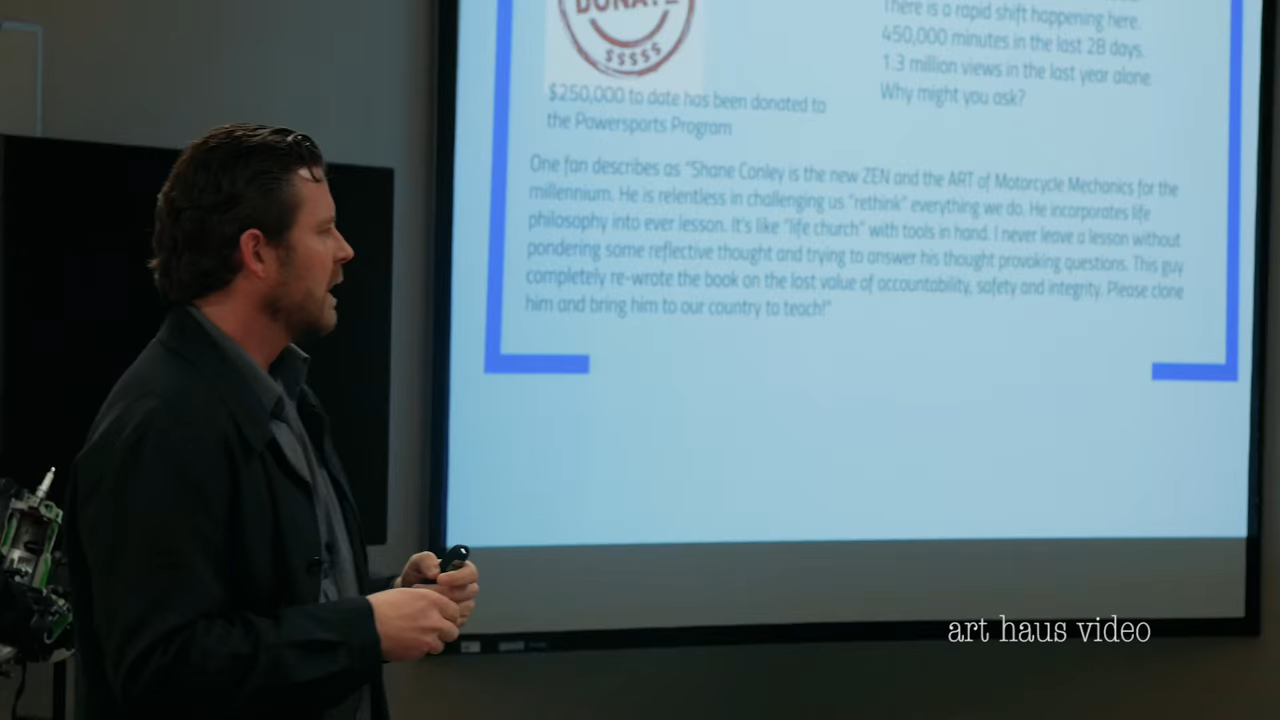 DONATE
$$$$$
$250,000 to date has been donated to
the Powersports Program
There is a rapid shift happening here.
450,000 minutes in the last 28 days.
1.3 million views in the last year alone.
Why might you ask?
One fan describes as "Shane Conley is the new ZEN and the ART of Motorcycle Mechanics for the
millennium. He is relentless in challenging us "rethink" everything we do. He incorporates life
philosophy into ever lesson. It's like "life church" with tools in hand. I never leave a lesson without
pondering some reflective thought and trying to answer his thought provoking questions. This guy
completely re-wrote the book on the lost value of accountability, safety and integrity. Please clone
him and bring him to our country to teach!"
art haus video